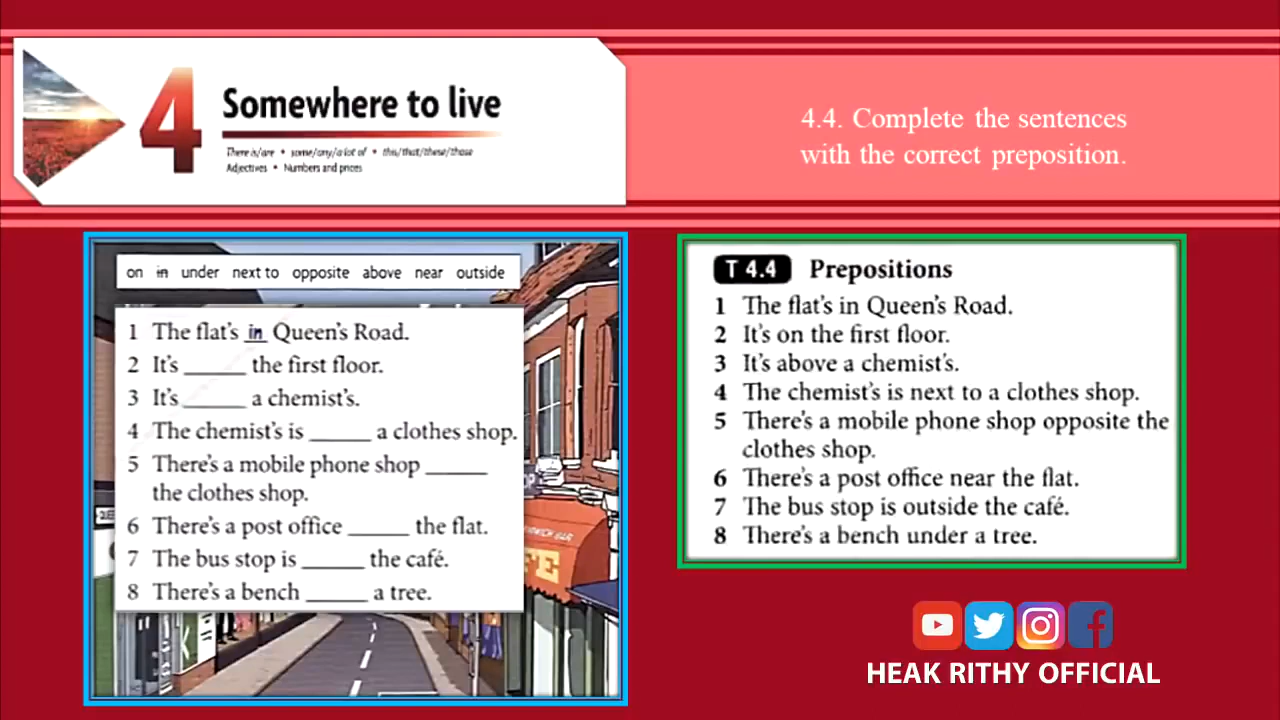 4 Somewhere to live
There is/are • some/any/a lot of • this/that/these/those
Adjectives • Numbers and prices
4.4. Complete the sentences
with the correct preposition.
on in under next to opposite above near outside
1 The flat's in Queen's Road.
2 It's ______ the first floor.
3 It's ______ a chemist's.
4 The chemist's is ______ a clothes shop.
5 There's a mobile phone shop ______
the clothes shop.
6 There's a post office ______ the flat.
7 The bus stop is ______ the café.
8 There's a bench ______ a tree.
T 4.4 Prepositions
1 The flat's in Queen's Road.
2 It's on the first floor.
3 It's above a chemist's.
4 The chemist's is next to a clothes shop.
5 There's a mobile phone shop opposite the
clothes shop.
6 There's a post office near the flat.
7 The bus stop is outside the café.
8 There's a bench under a tree.
HEAK RITHY OFFICIAL